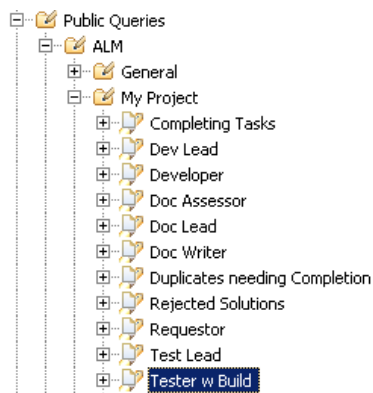 Public Queries
ALM
General
My Project
Completing Tasks
Dev Lead
Developer
Doc Assessor
Doc Lead
Doc Writer
Duplicates needing Completion
Rejected Solutions
Requestor
Test Lead
Tester w Build